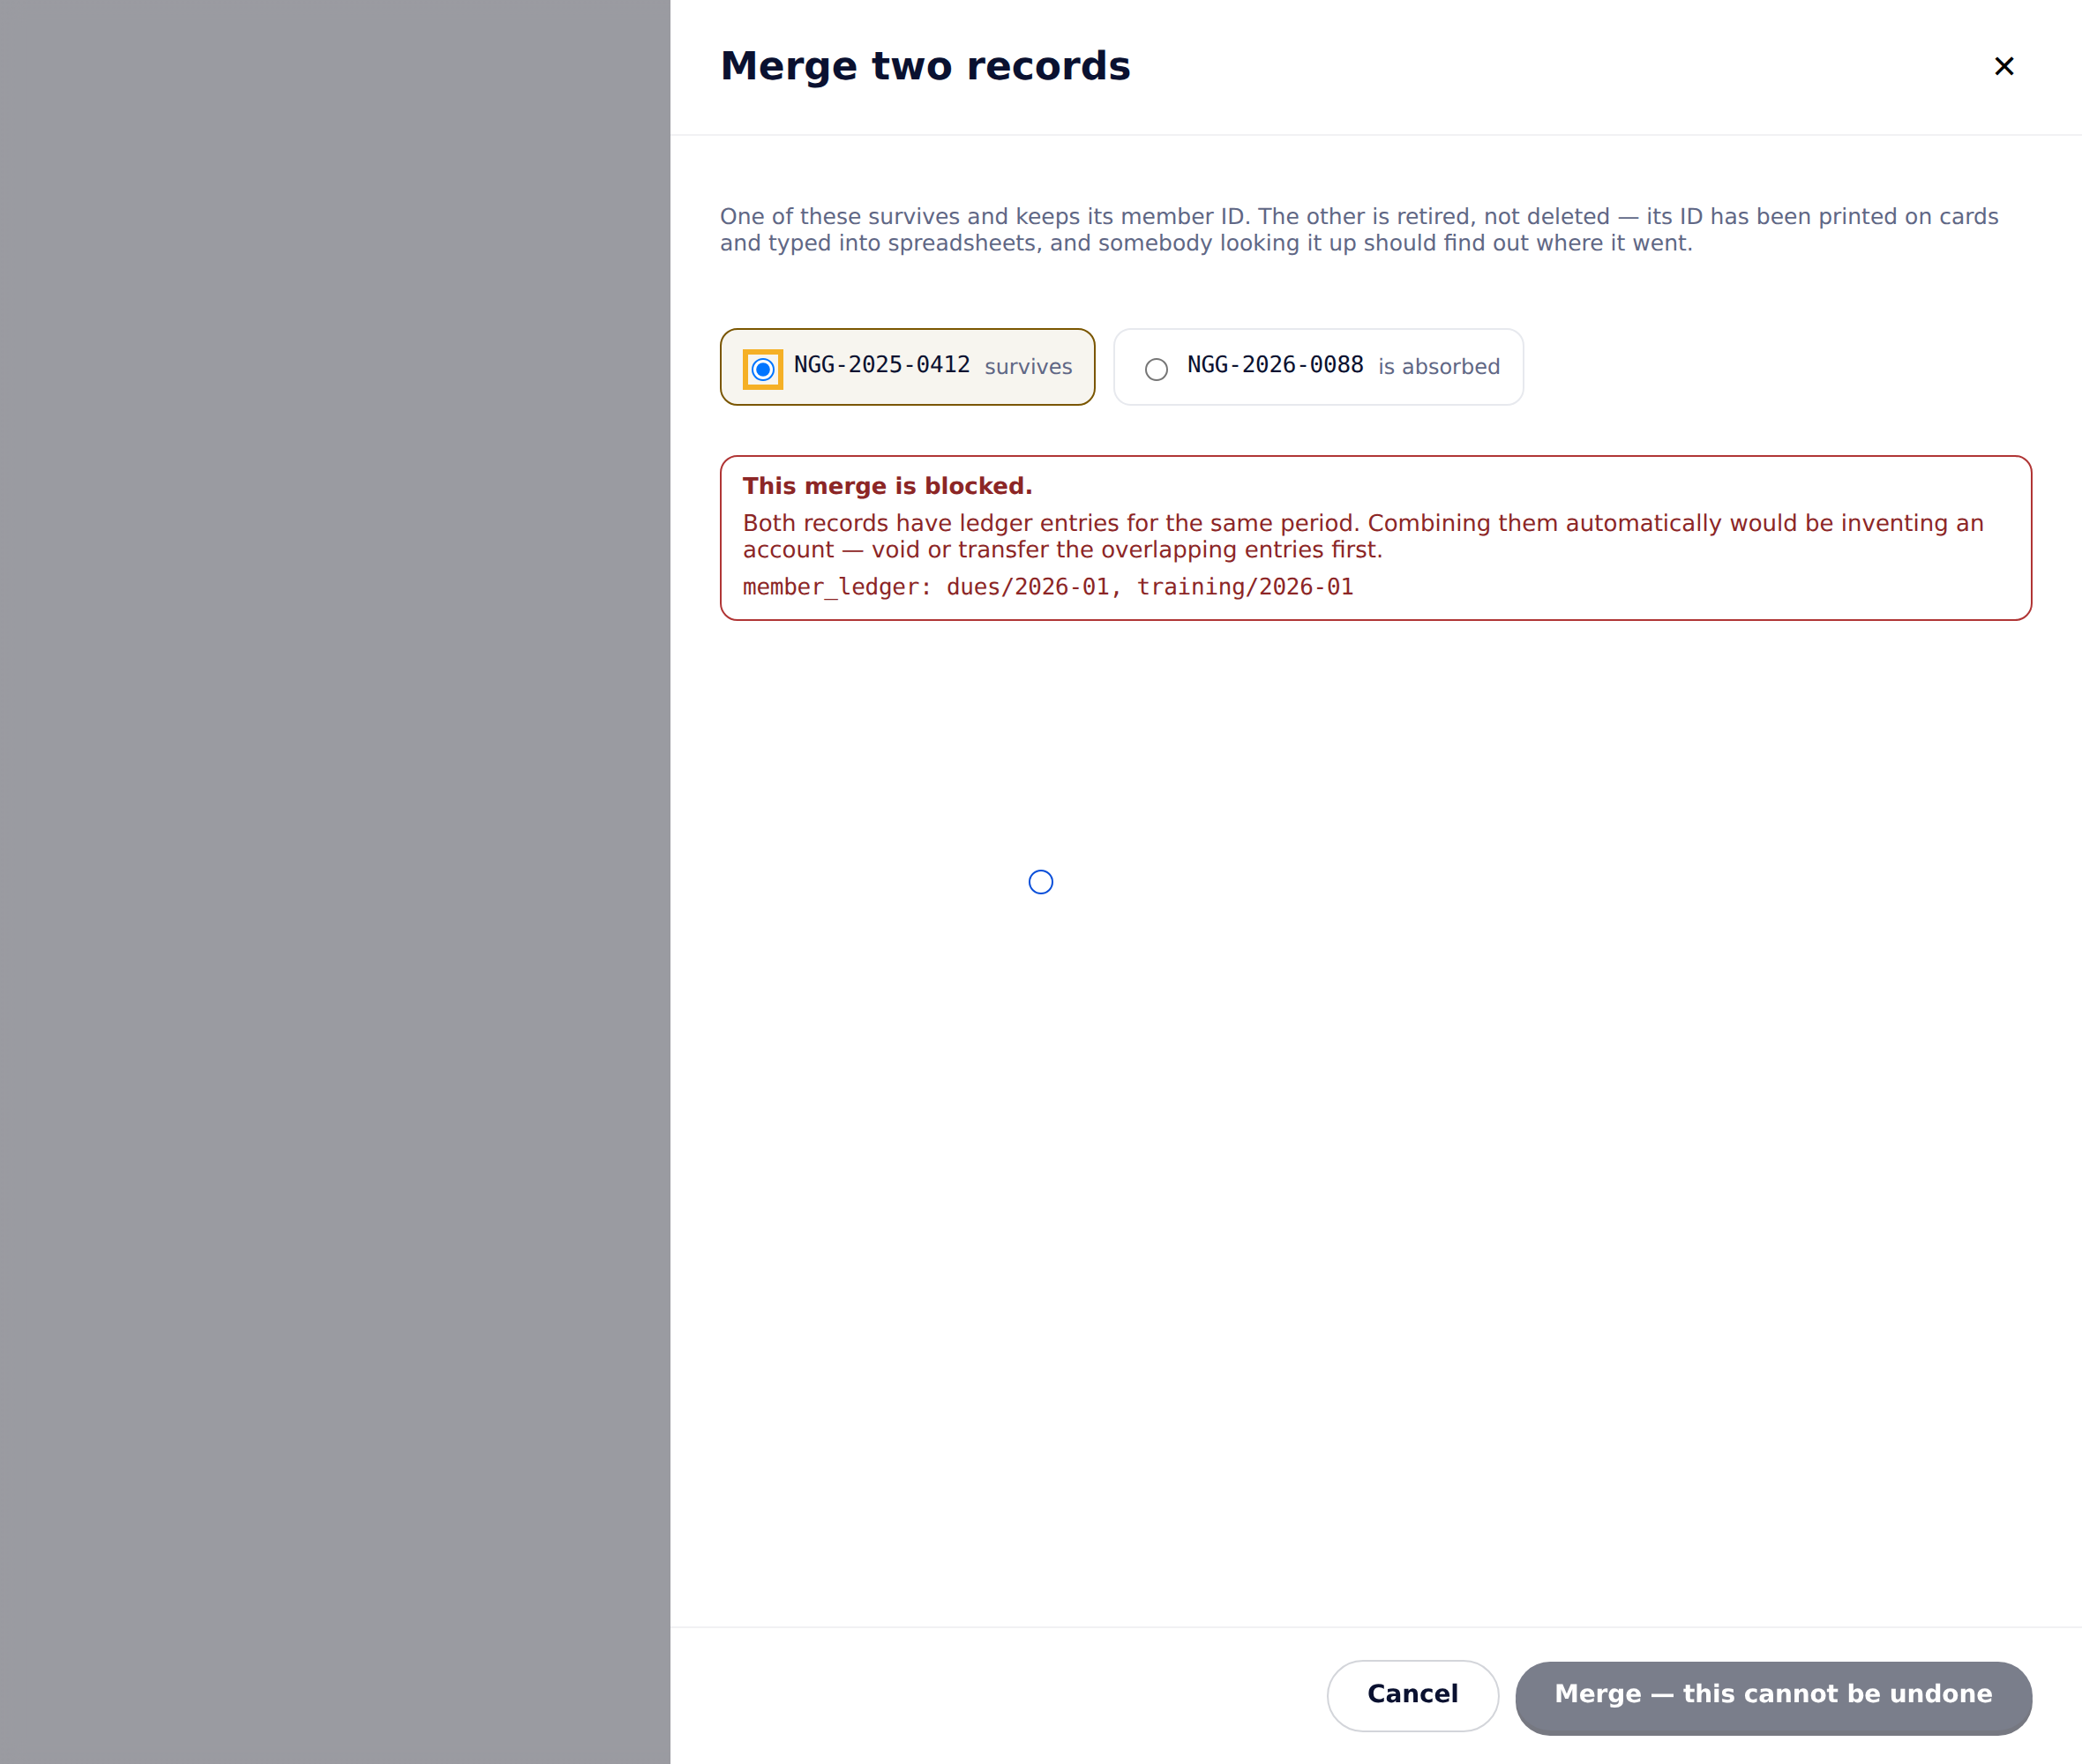 Merge two records
✕
One of these survives and keeps its member ID. The other is retired, not deleted — its ID has been printed on cards
and typed into spreadsheets, and somebody looking it up should find out where it went.
NGG-2025-0412 survives
NGG-2026-0088 is absorbed
This merge is blocked.
Both records have ledger entries for the same period. Combining them automatically would be inventing an
account — void or transfer the overlapping entries first.
member_ledger: dues/2026-01, training/2026-01
Cancel
Merge — this cannot be undone